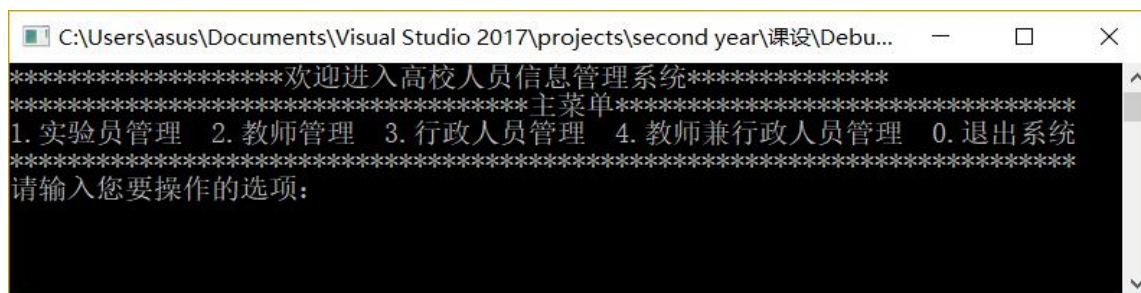 C:\Users\asus\Documents\Visual Studio 2017\projects\second year\课设\Debu...
*******************欢迎进入高校人员信息管理系统**************
************************************主菜单********************************
1.实验员管理  2.教师管理  3.行政人员管理  4.教师兼行政人员管理  0.退出系统
**************************************************************************
请输入您要操作的选项：